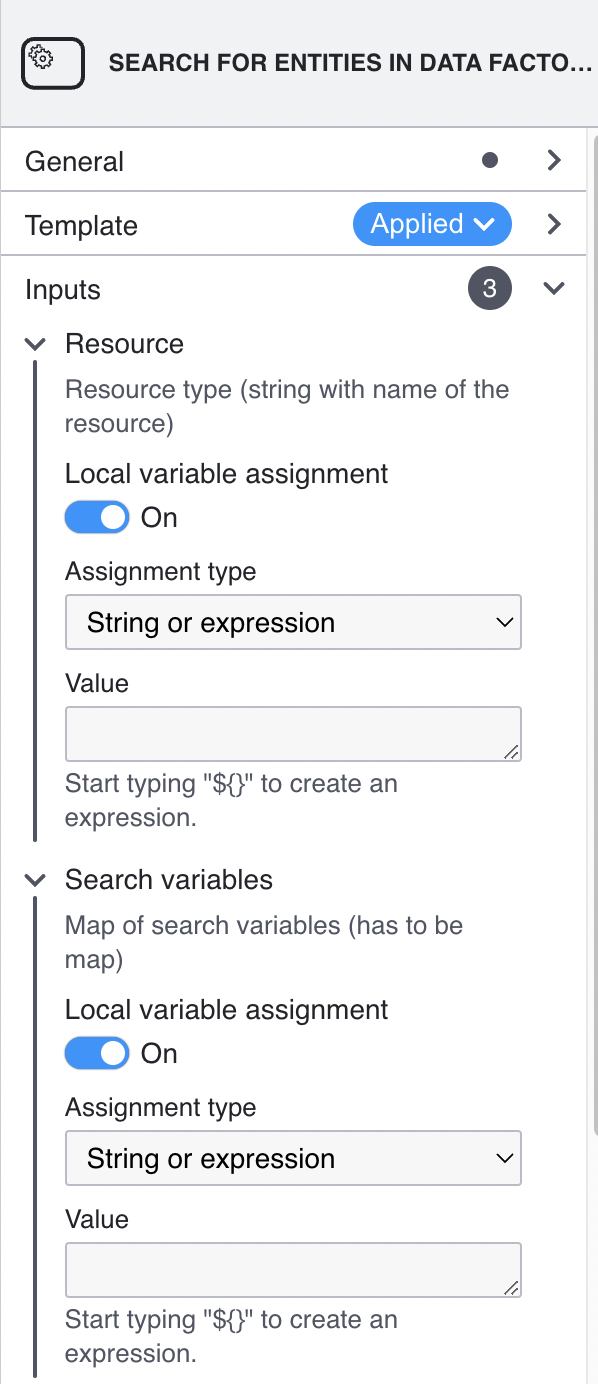 SEARCH FOR ENTITIES IN DATA FACTO...
General
Template Applied
Inputs 3
Resource
Resource type (string with name of the
resource)
Local variable assignment
On
Assignment type
String or expression
Value
Start typing "${}" to create an
expression.
Search variables
Map of search variables (has to be
map)
Local variable assignment
On
Assignment type
String or expression
Value
Start typing "${}" to create an
expression.